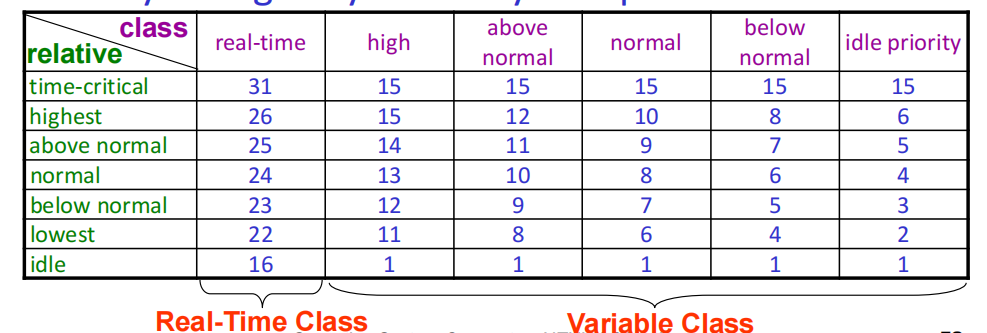 class
relative
real-time
high
above
normal
normal
below
normal
idle priority
time-critical 31 15 15 15 15 15
highest 26 15 12 10 8 6
above normal 25 14 11 9 7 5
normal 24 13 10 8 6 4
below normal 23 12 9 7 5 3
lowest 22 11 8 6 4 2
idle 16 1 1 1 1 1
Real-Time Class
Variable Class